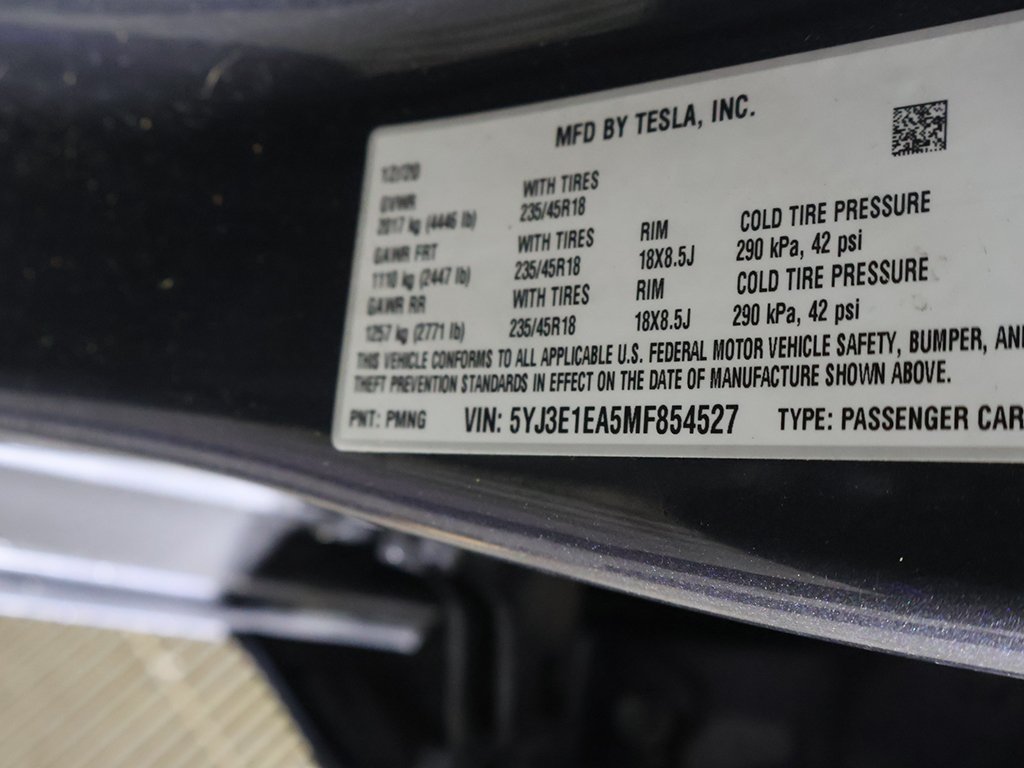 MFD BY TESLA, INC.
12/20
GVWR WITH TIRES
2017 kg (4446 lb) 235/45R18
GAWR FRT WITH TIRES RIM COLD TIRE PRESSURE
1110 kg (2447 lb) 235/45R18 18X8.5J 290 kPa, 42 psi
GAWR RR WITH TIRES RIM COLD TIRE PRESSURE
1257 kg (2771 lb) 235/45R18 18X8.5J 290 kPa, 42 psi
THIS VEHICLE CONFORMS TO ALL APPLICABLE U.S. FEDERAL MOTOR VEHICLE SAFETY, BUMPER, AND
THEFT PREVENTION STANDARDS IN EFFECT ON THE DATE OF MANUFACTURE SHOWN ABOVE.
PNT: PMNG VIN: 5YJ3E1EA5MF854527 TYPE: PASSENGER CAR